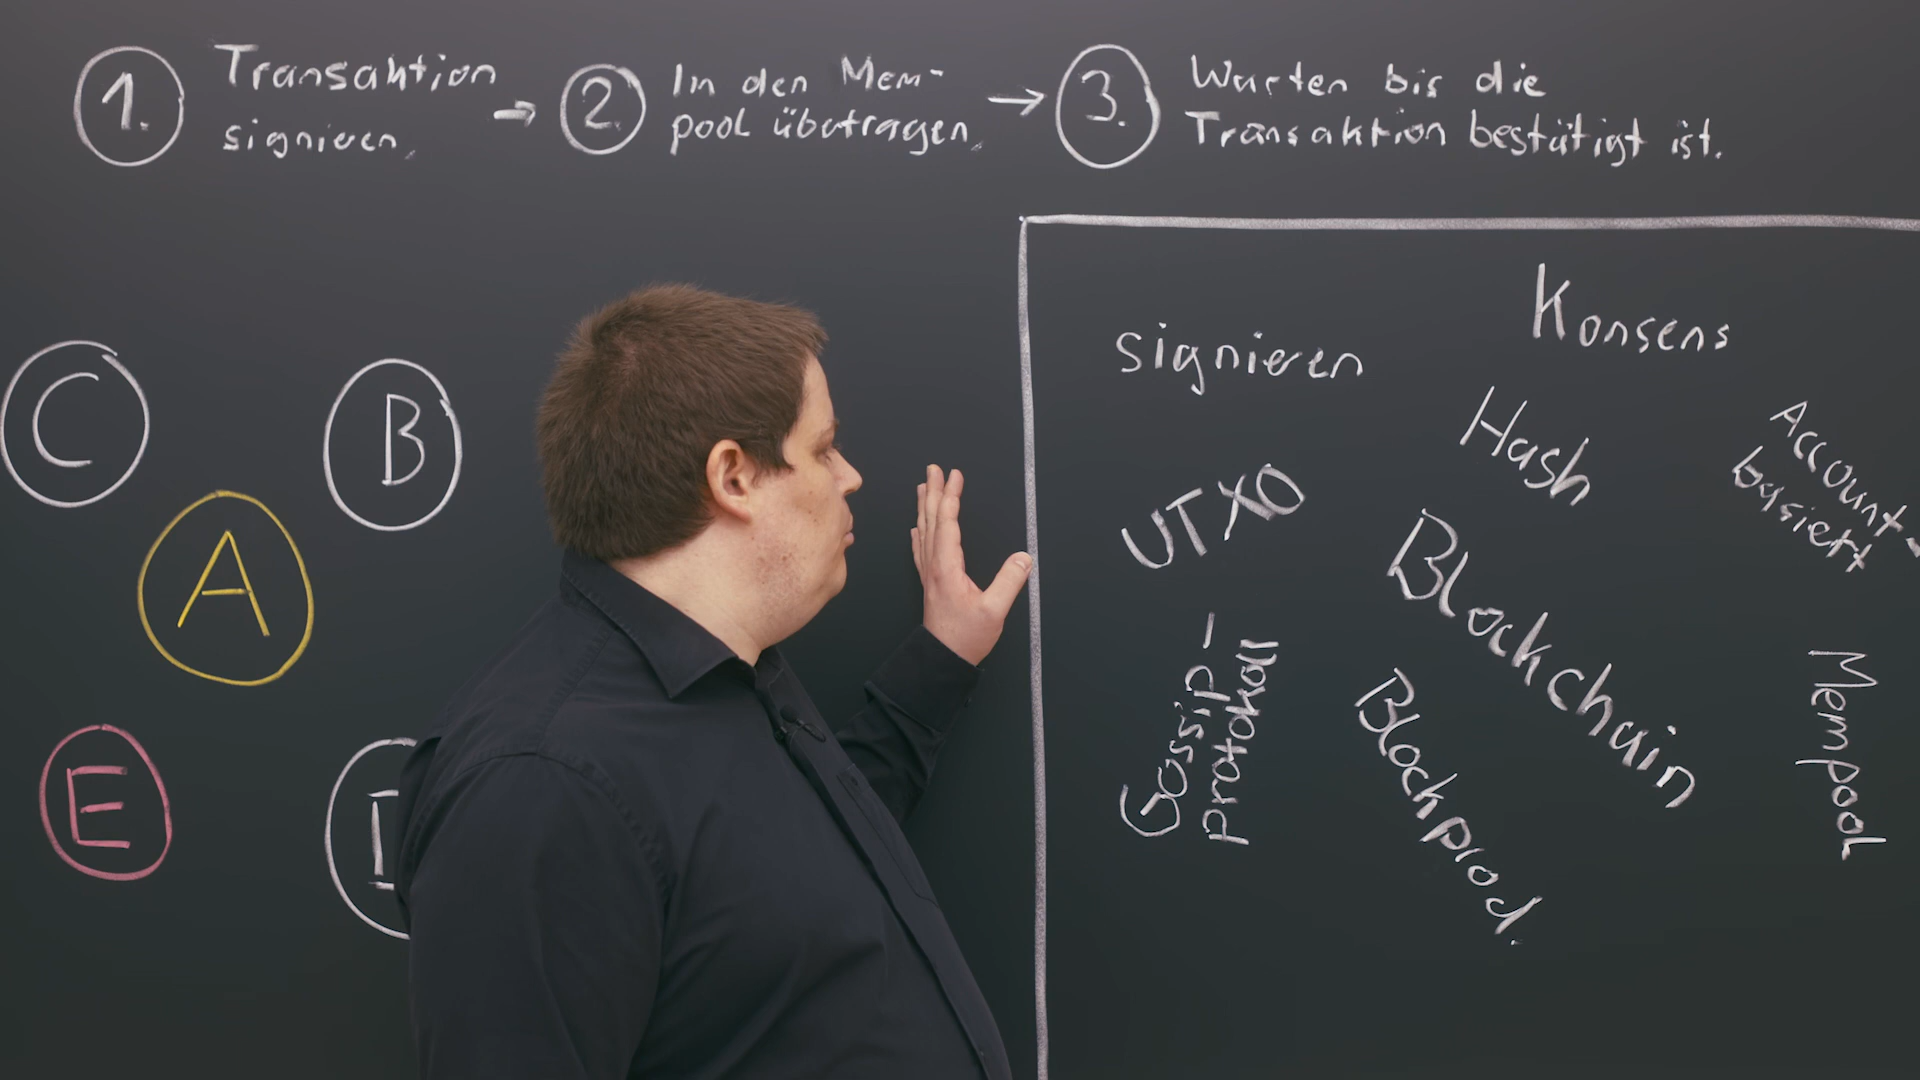 1. Transaktion
signieren.
→ 2. In den Mem-
pool übertragen.
→ 3. Warten bis die
Transaktion bestätigt ist.
C
B
A
E
Konsens
signieren
Hash
Account-
basiert
UTXO
Blockchain
Gossip-
protokoll
Blockprod.
Mempool